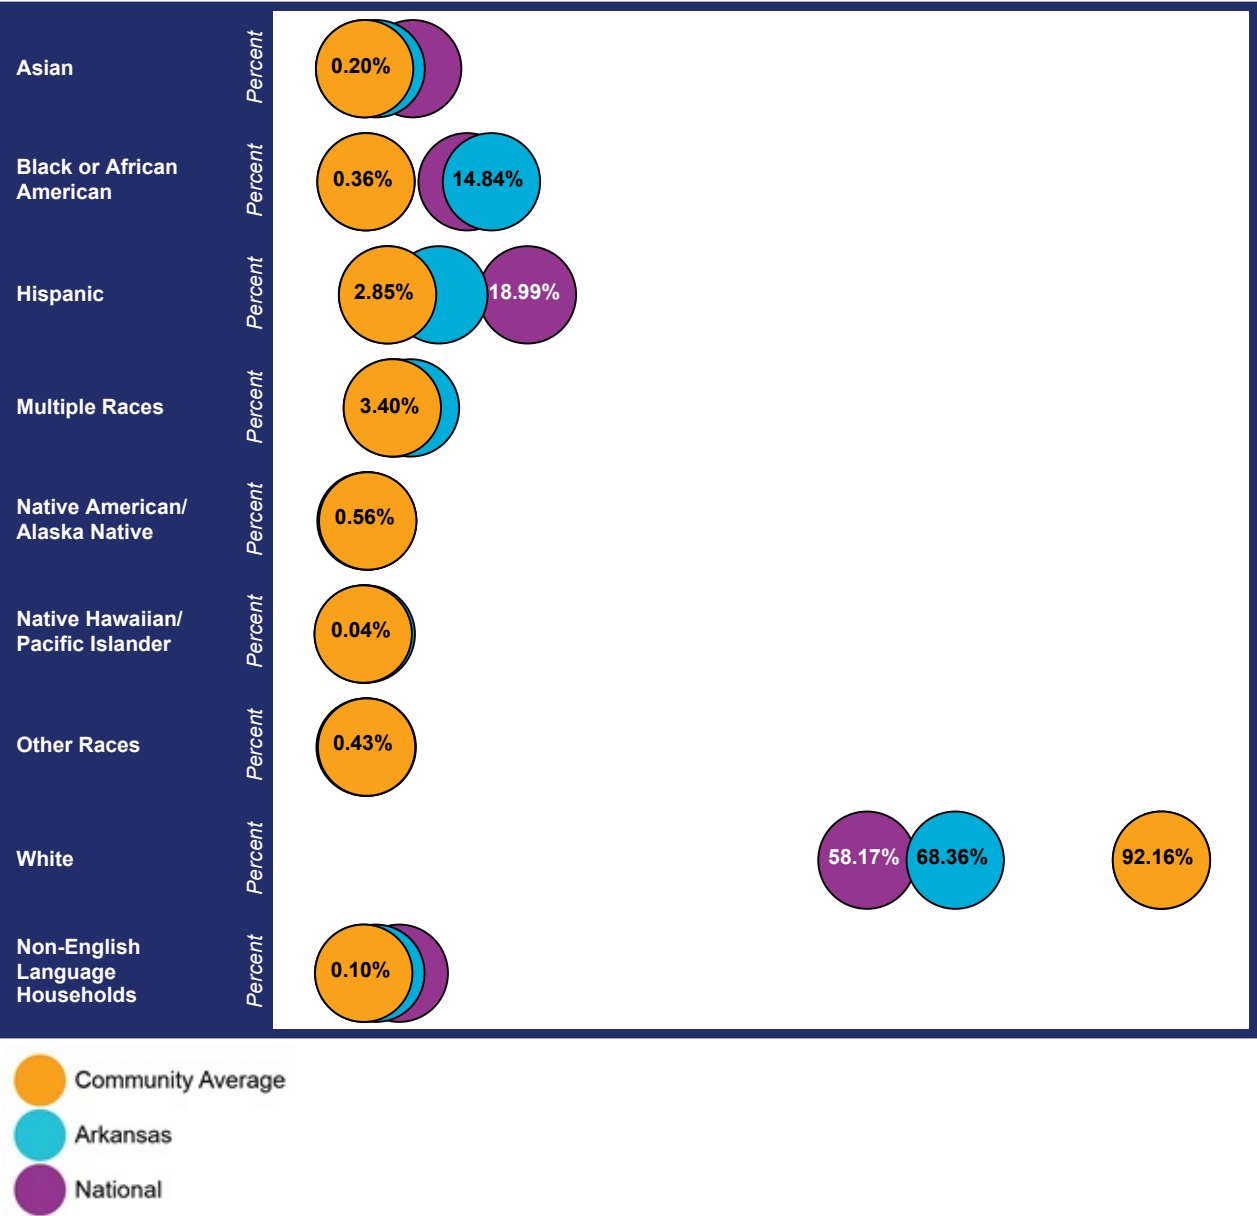 Asian
Percent
0.20%
Black or African
American
Percent
0.36%
14.84%
Hispanic
Percent
2.85%
18.99%
Multiple Races
Percent
3.40%
Native American/
Alaska Native
Percent
0.56%
Native Hawaiian/
Pacific Islander
Percent
0.04%
Other Races
Percent
0.43%
White
Percent
58.17%
68.36%
92.16%
Non-English
Language
Households
Percent
0.10%
Community Average
Arkansas
National